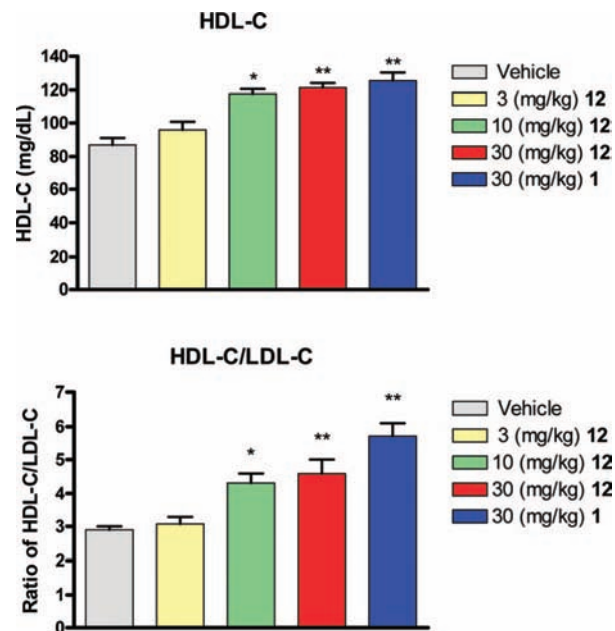 HDL-C
HDL-C (mg/dL)
140
120
100
80
60
40
20
0
*
**
**
Vehicle
3 (mg/kg) 12
10 (mg/kg) 12
30 (mg/kg) 12
30 (mg/kg) 1
HDL-C/LDL-C
Ratio of HDL-C/LDL-C
7
6
5
4
3
2
1
0
*
**
**
Vehicle
3 (mg/kg) 12
10 (mg/kg) 12
30 (mg/kg) 12
30 (mg/kg) 1